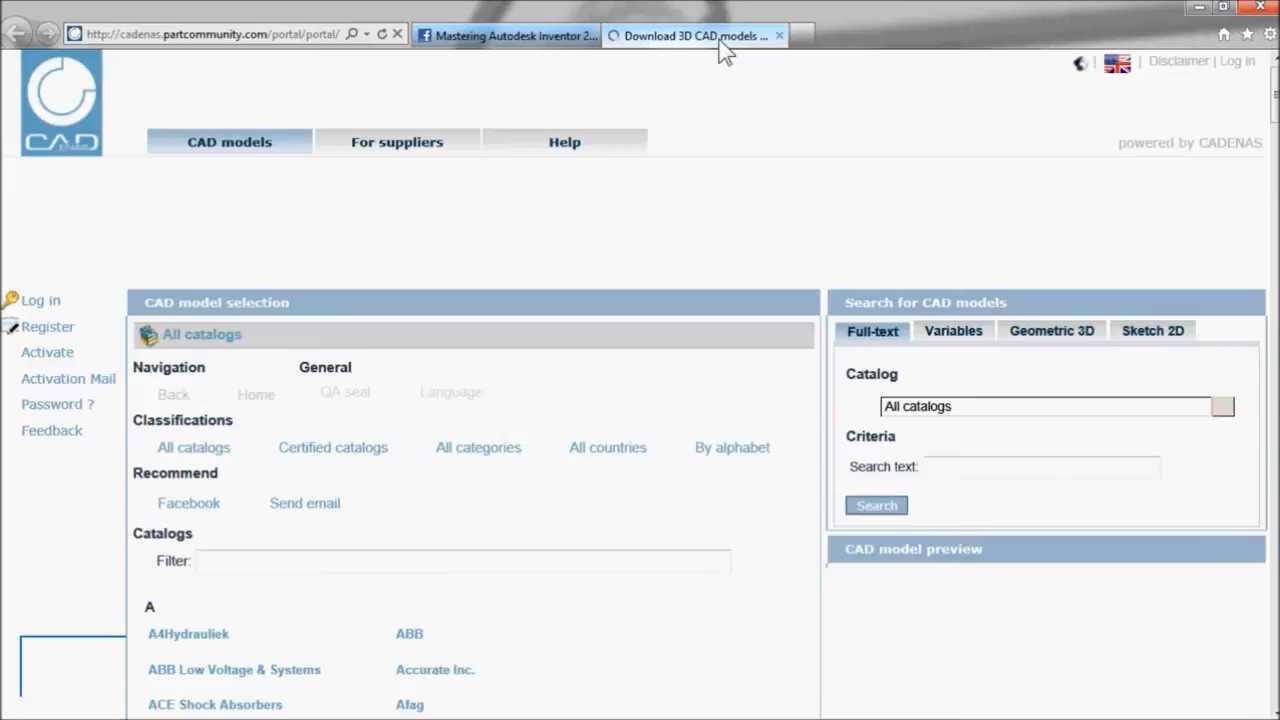 http://cadenas.partcommunity.com/portal/portal/
Mastering Autodesk Inventor 2...
Download 3D CAD models ...
Disclaimer | Log in
CAD
CAD models
For suppliers
Help
powered by CADENAS
Log in
Register
Activate
Activation Mail
Password ?
Feedback
CAD model selection
All catalogs
Navigation
General
Back
Home
QA seal
Language
Classifications
All catalogs
Certified catalogs
All categories
All countries
By alphabet
Recommend
Facebook
Send email
Catalogs
Filter:
A
A4Hydrauliek
ABB
ABB Low Voltage & Systems
Accurate Inc.
ACE Shock Absorbers
Afag
Search for CAD models
Full-text
Variables
Geometric 3D
Sketch 2D
Catalog
All catalogs
Criteria
Search text:
Search
CAD model preview